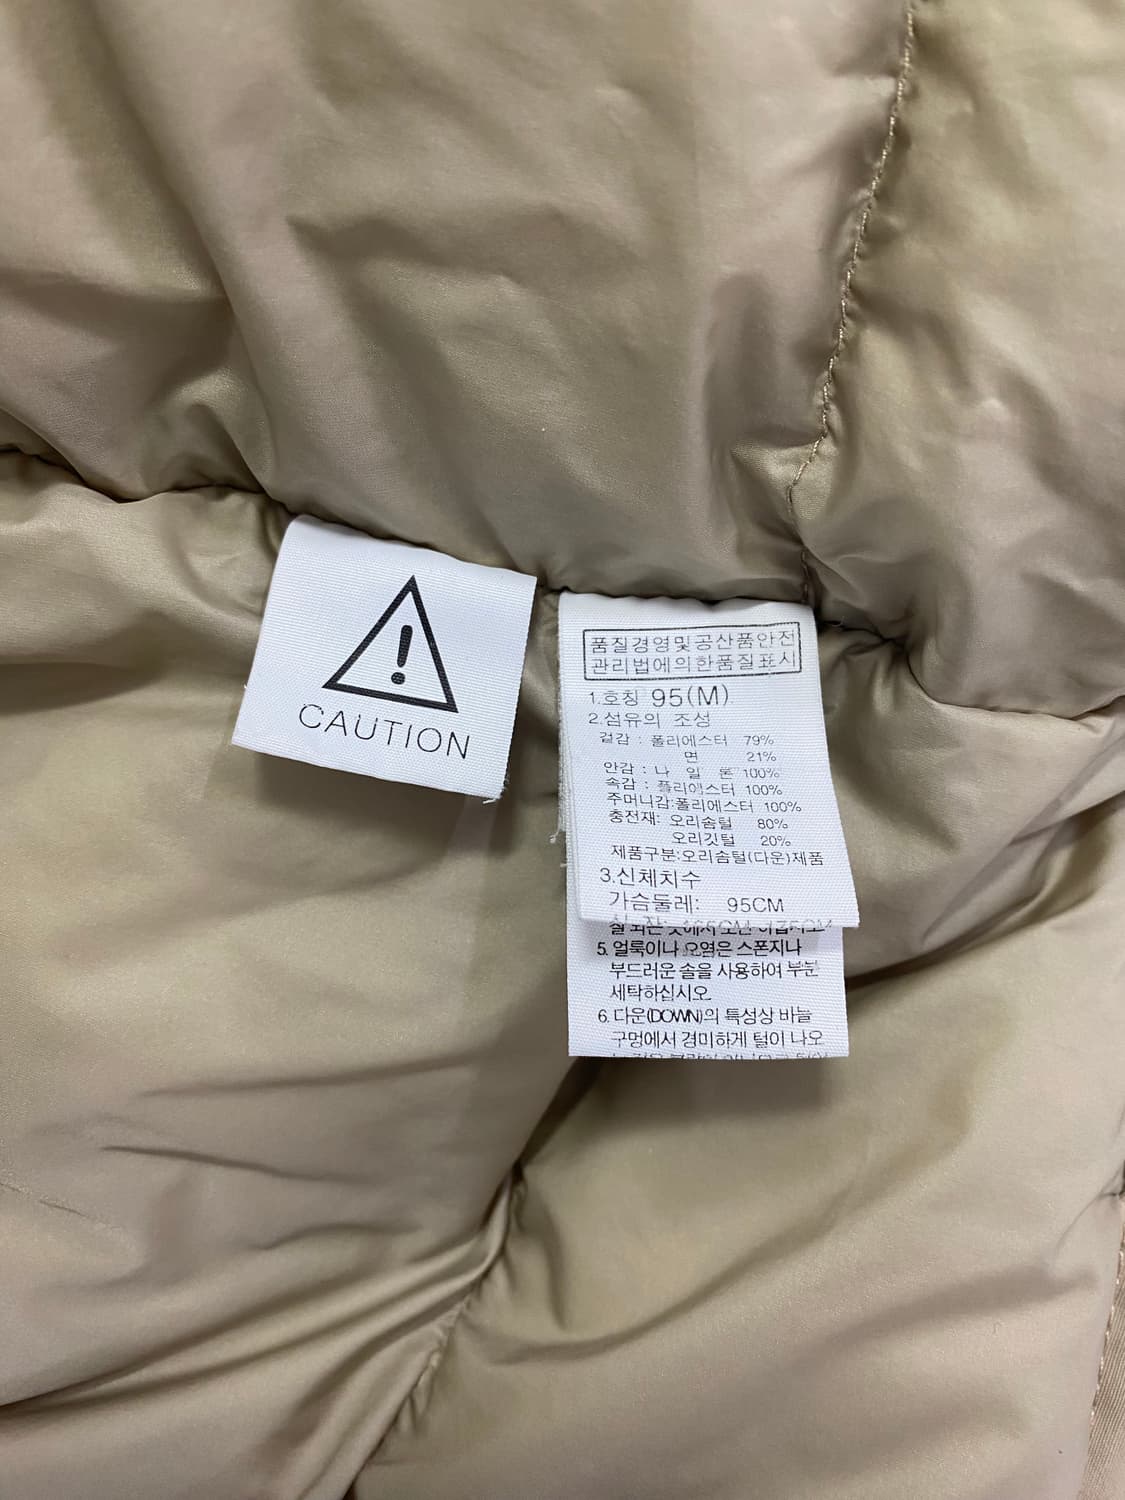 CAUTION
품질경영및공산품안전
관리법에의한품질표시
1.호칭 95(M)
2.섬유의 조성
겉감 : 폴리에스터 79%
면 21%
안감 : 나 일 론 100%
속감 : 폴리에스터 100%
주머니감:폴리에스터 100%
충전재: 오리솜털 80%
오리깃털 20%
제품구분:오리솜털(다운)제품
3.신체치수
가슴둘레: 95CM
5. 얼룩이나 오염은 스폰지나
부드러운 솔을 사용하여 부분
세탁하십시오.
6. 다운(DOWN)의 특성상 바늘
구멍에서 경미하게 털이 나오